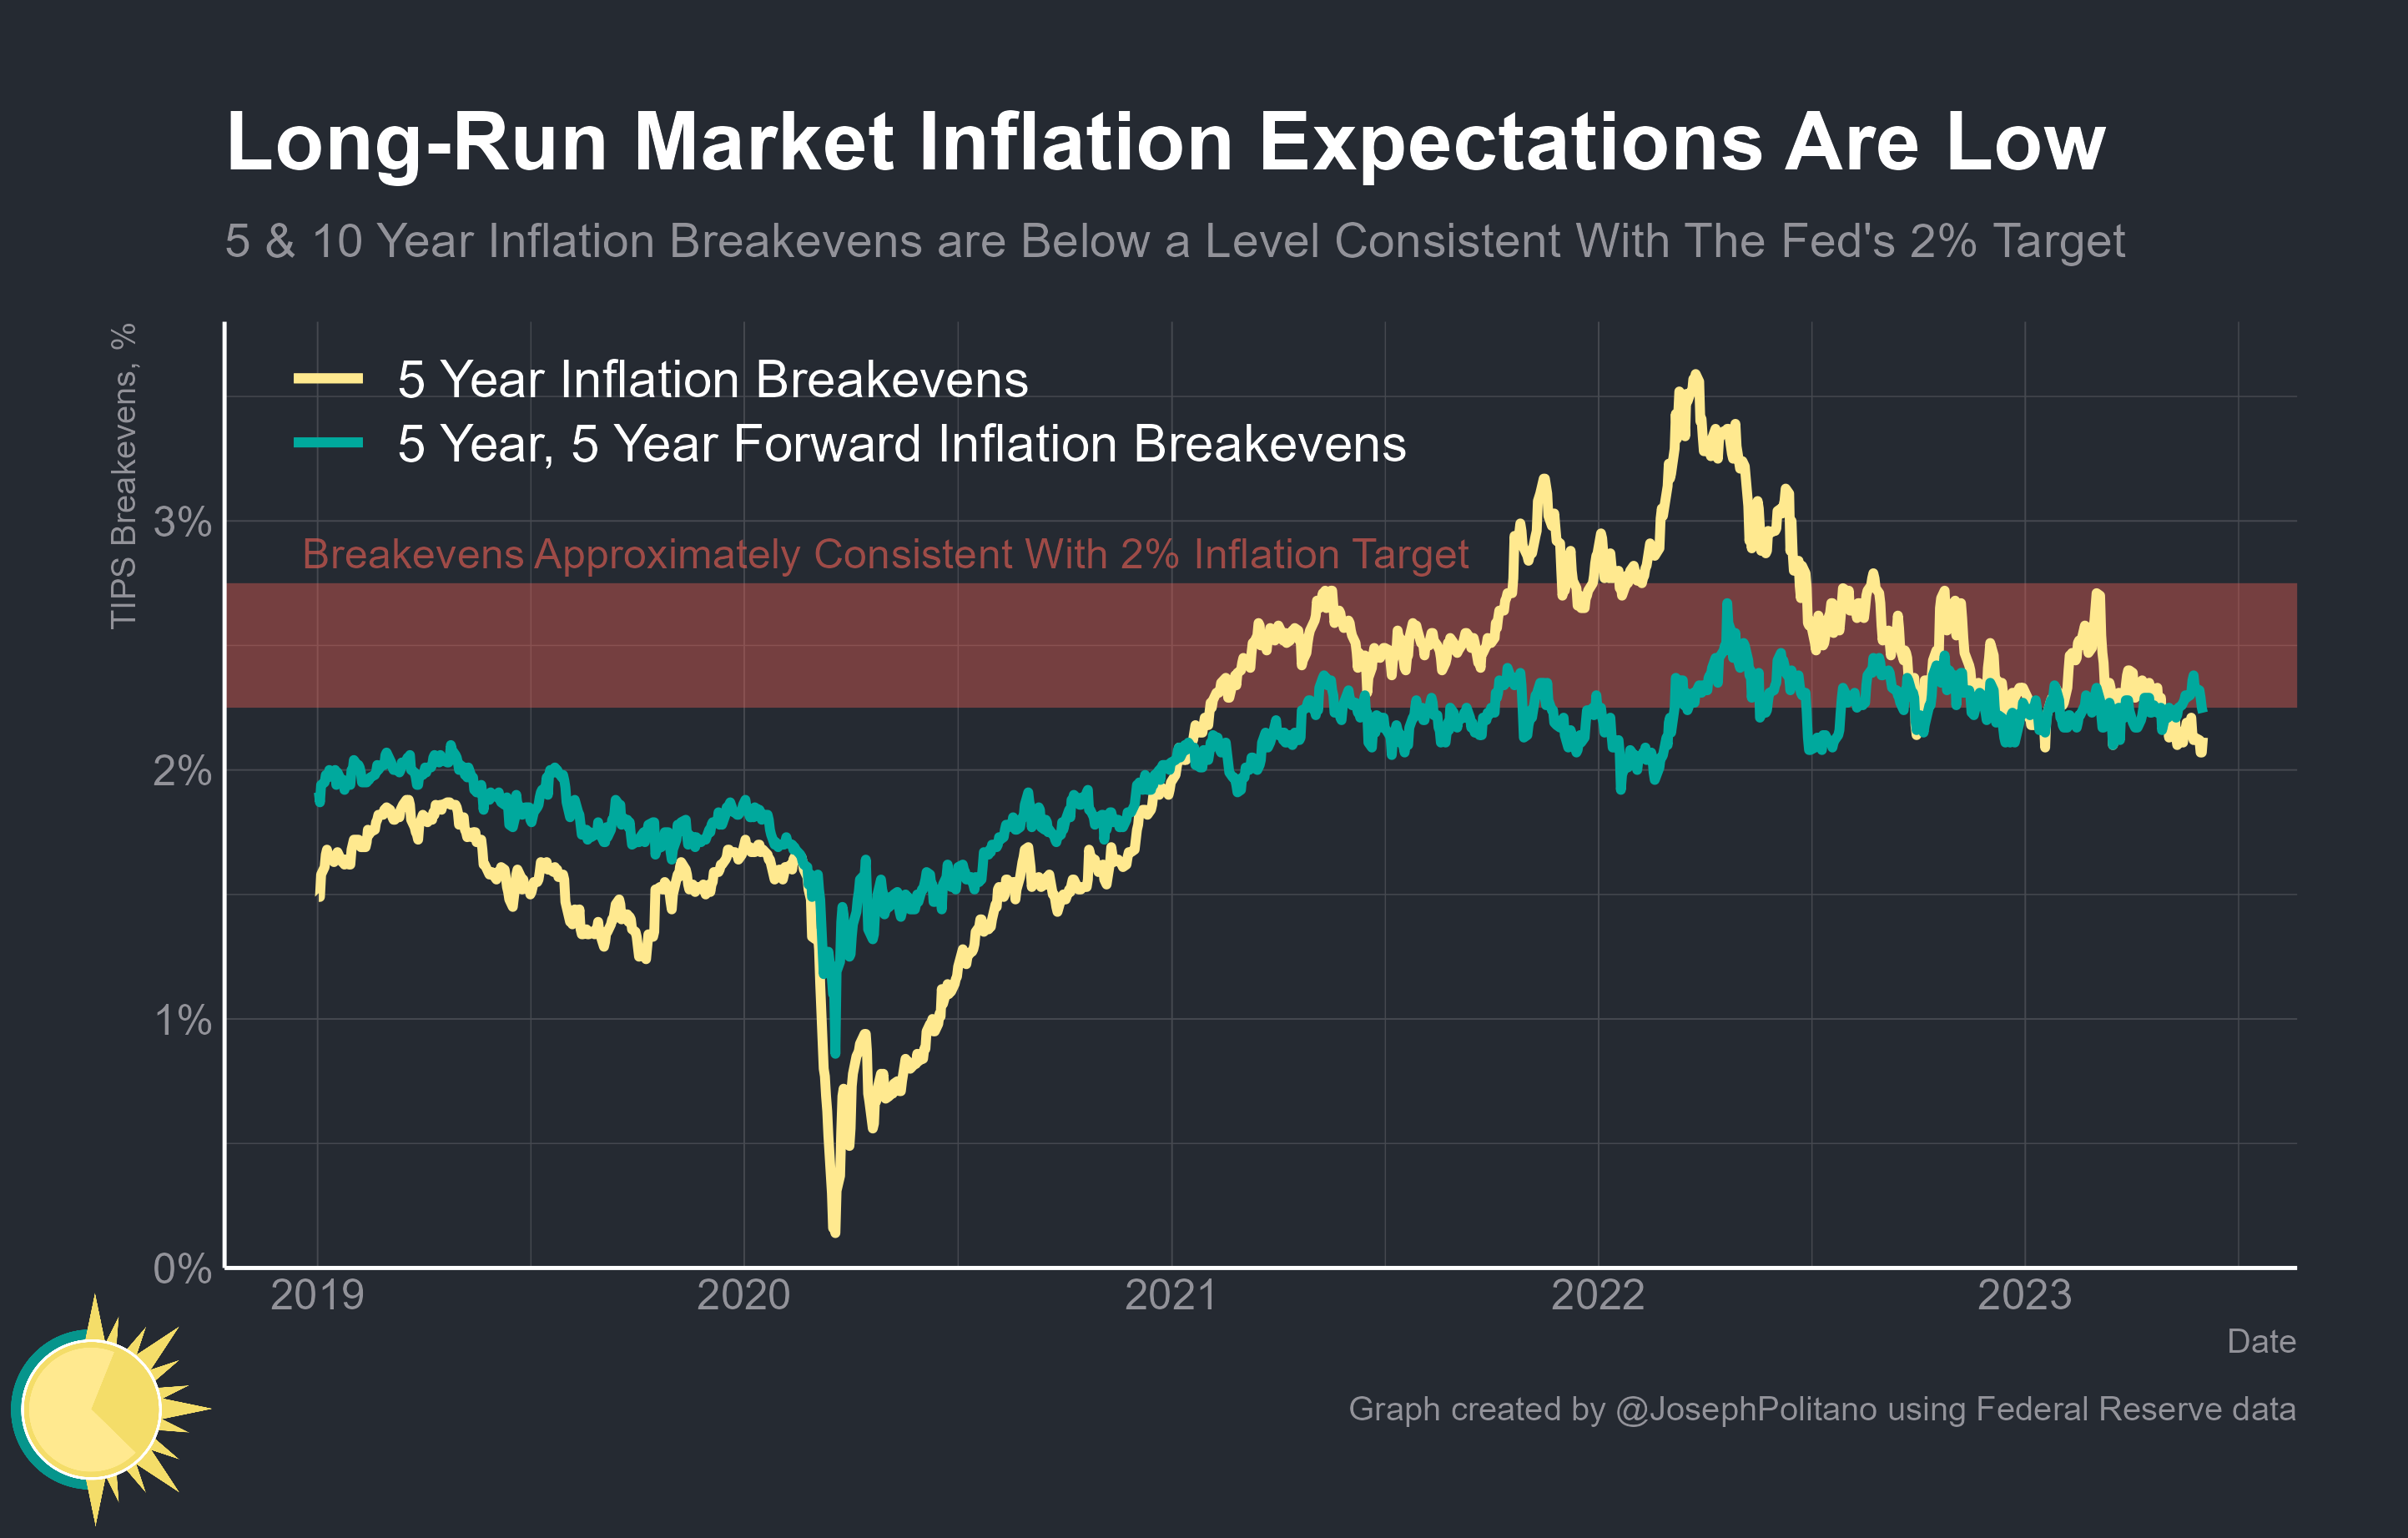 Long-Run Market Inflation Expectations Are Low
5 & 10 Year Inflation Breakevens are Below a Level Consistent With The Fed's 2% Target
TIPS Breakevens, %
5 Year Inflation Breakevens
5 Year, 5 Year Forward Inflation Breakevens
3%
Breakevens Approximately Consistent With 2% Inflation Target
2%
1%
0%
2019 2020 2021 2022 2023
Date
Graph created by @JosephPolitano using Federal Reserve data